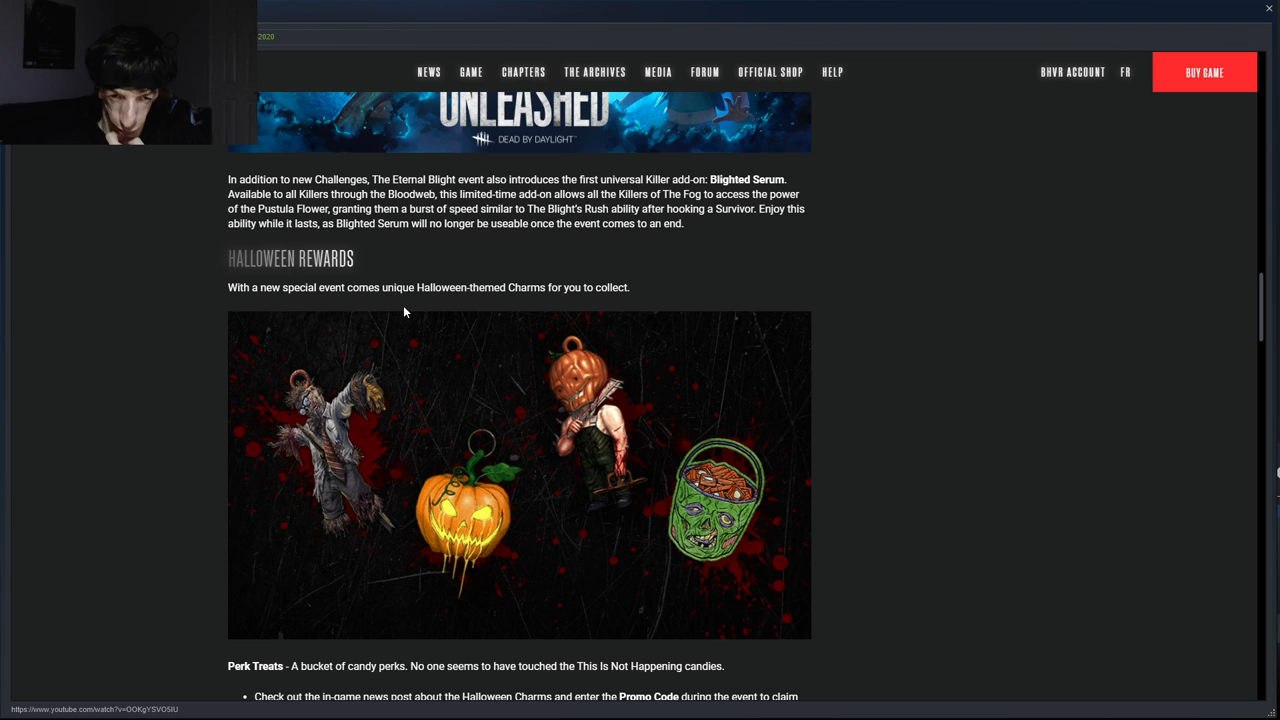 2020
NEWS GAME CHAPTERS THE ARCHIVES MEDIA FORUM OFFICIAL SHOP HELP BHVR ACCOUNT FR BUY GAME
UNLEASHED
DEAD BY DAYLIGHT™
In addition to new Challenges, The Eternal Blight event also introduces the first universal Killer add-on: Blighted Serum.
Available to all Killers through the Bloodweb, this limited-time add-on allows all the Killers of The Fog to access the power
of the Pustula Flower, granting them a burst of speed similar to The Blight's Rush ability after hooking a Survivor. Enjoy this
ability while it lasts, as Blighted Serum will no longer be useable once the event comes to an end.
HALLOWEEN REWARDS
With a new special event comes unique Halloween-themed Charms for you to collect.
Perk Treats - A bucket of candy perks. No one seems to have touched the This Is Not Happening candies.
• Check out the in-game news post about the Halloween Charms and enter the Promo Code during the event to claim
https://www.youtube.com/watch?v=OOKgYSVO5IU